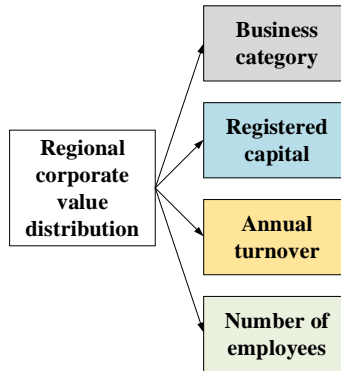 Regional
corporate
value
distribution
Business
category
Registered
capital
Annual
turnover
Number of
employees